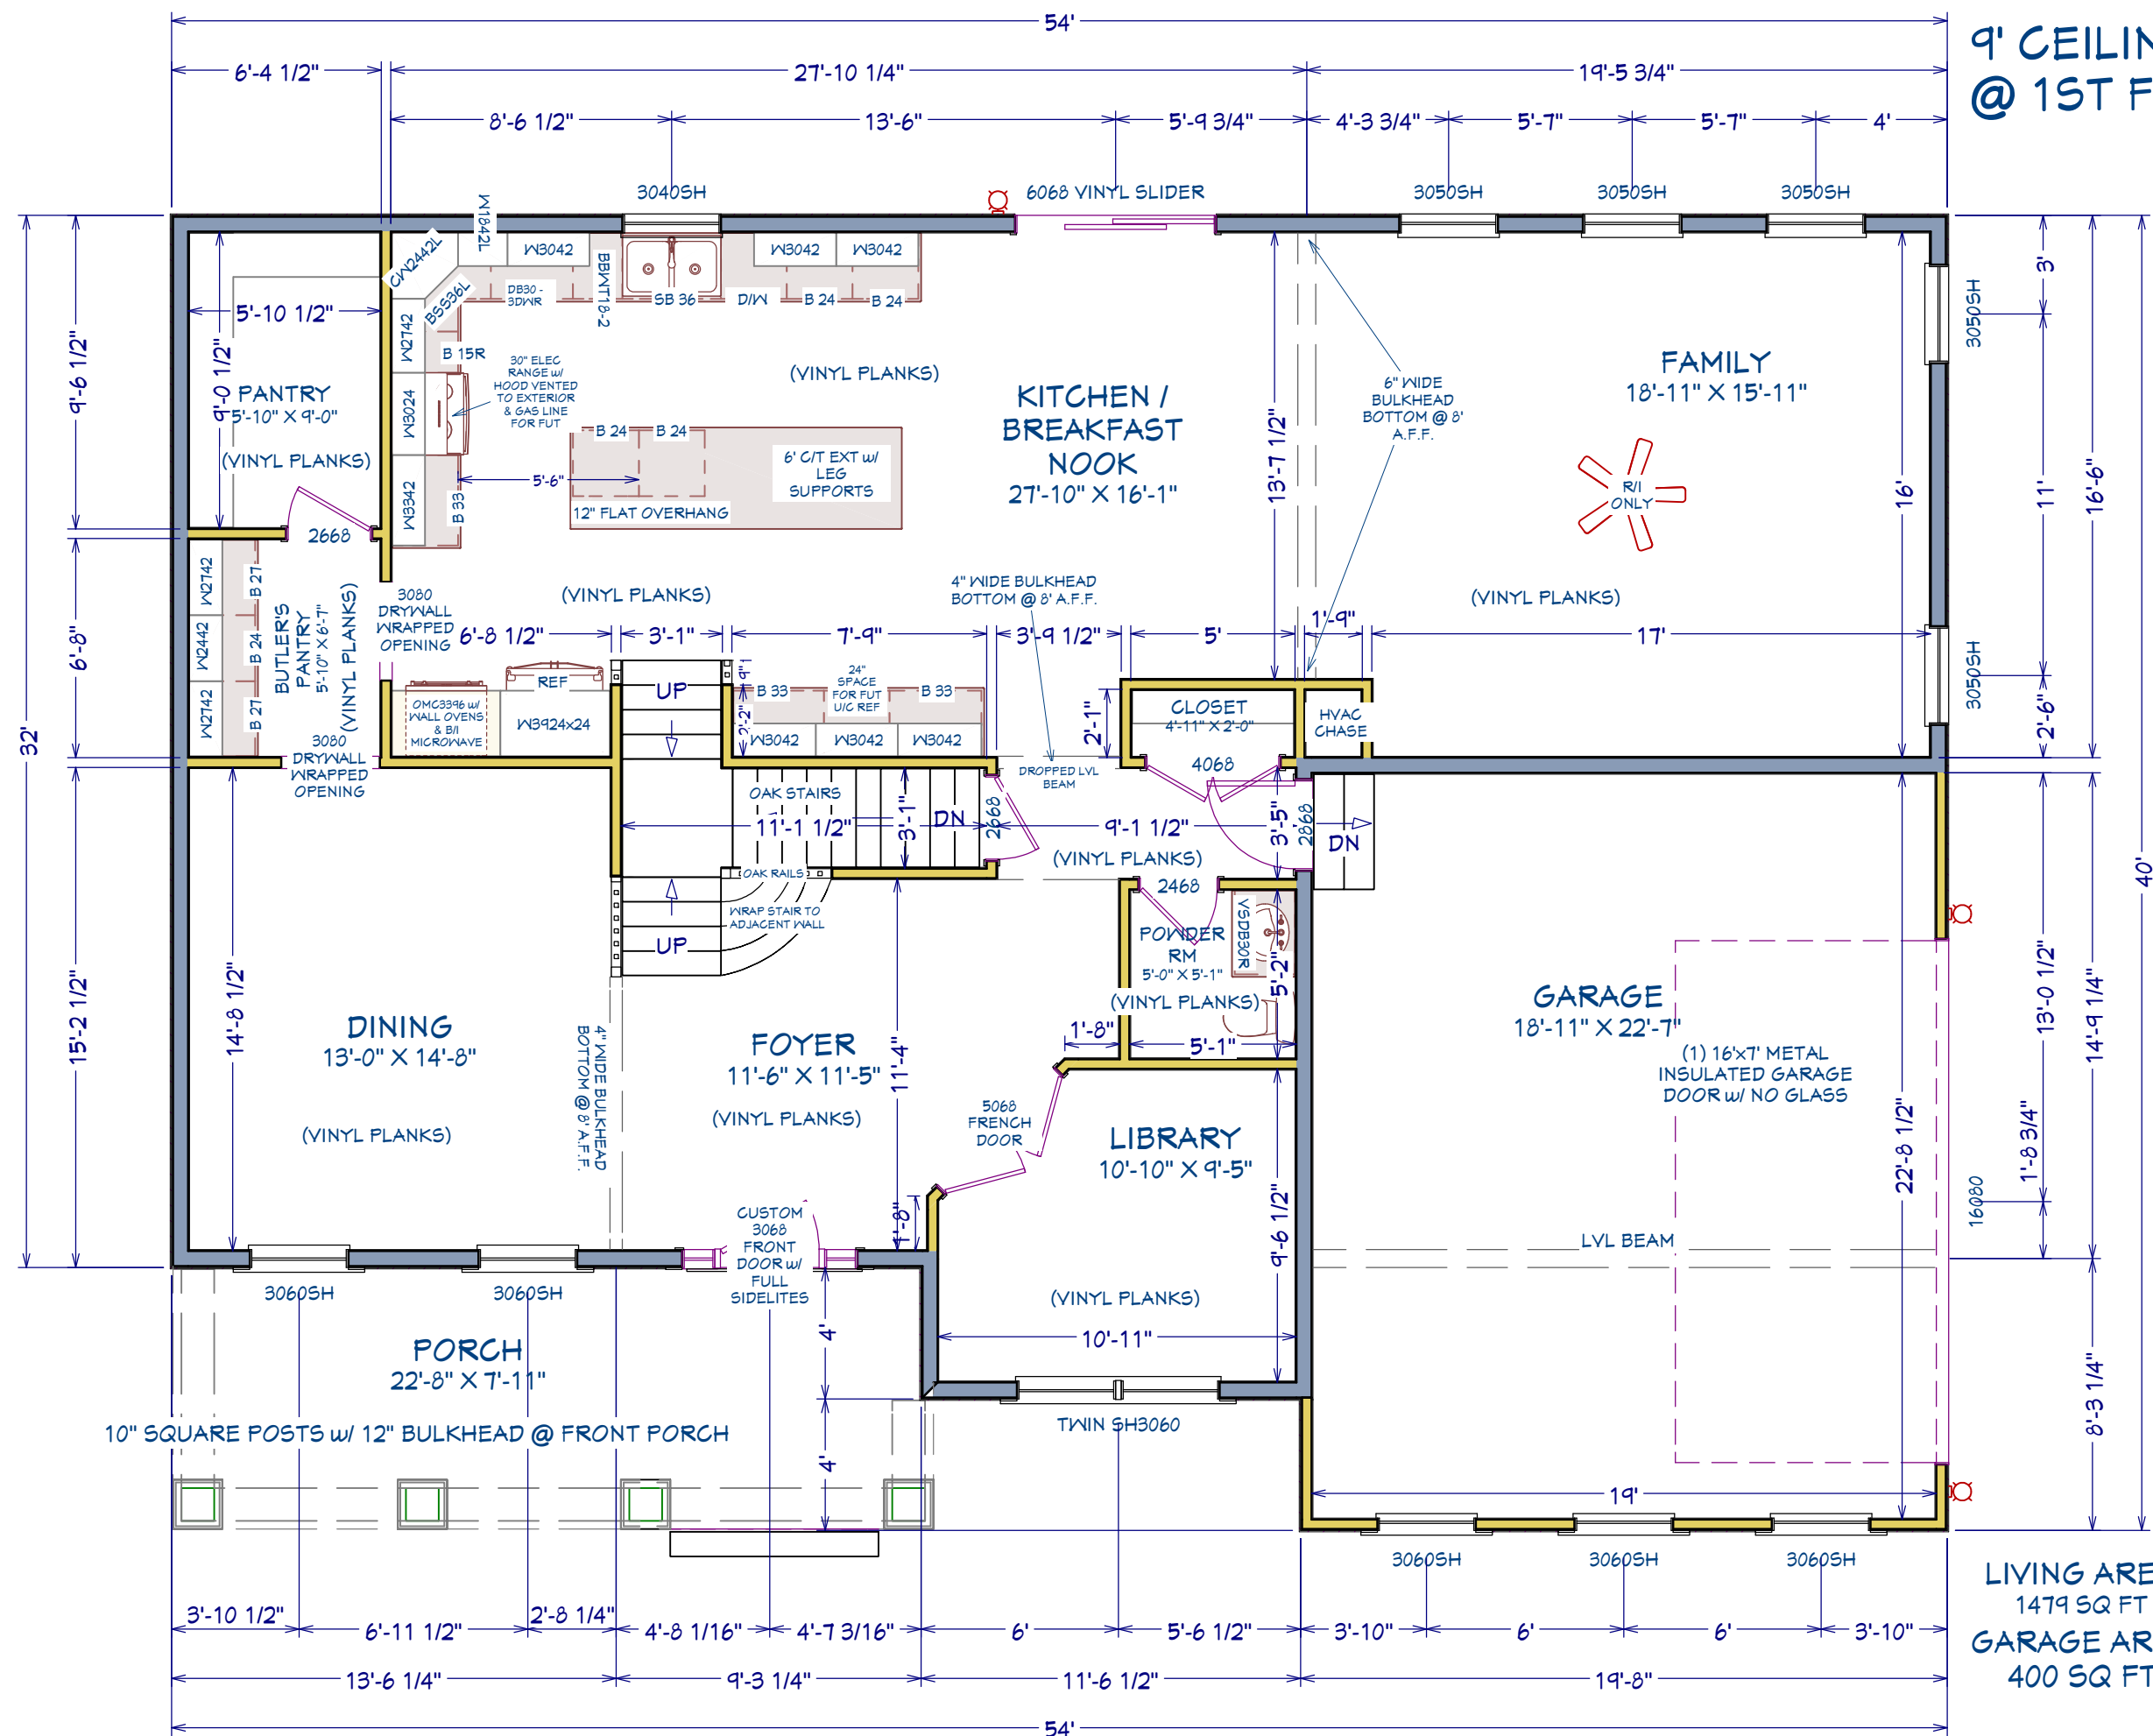 54'
9' CEILIN
@ 1ST F
6'-4 1/2"
27'-10 1/4"
19'-5 3/4"
8'-6 1/2"
13'-6"
5'-9 3/4"
4'-3 3/4"
5'-7"
5'-7"
4'
3040SH
6068 VINYL SLIDER
3050SH
3050SH
3050SH
W1842L
CW2442L
W3042
BBWT18-2
W3042
W3042
BSS36L
DB30 -
3DWR
SB 36
D/W
B 24
B 24
5'-10 1/2"
9'-0 1/2"
9'-6 1/2"
W2742
B 15R
30" ELEC
RANGE w/
HOOD VENTED
TO EXTERIOR
& GAS LINE
FOR FUT
(VINYL PLANKS)
PANTRY
5'-10" X 9'-0"
(VINYL PLANKS)
W3024
W3342
B 33
B 24
B 24
5'-6"
6' C/T EXT w/
LEG
SUPPORTS
12" FLAT OVERHANG
KITCHEN /
BREAKFAST
NOOK
27'-10" X 16'-1"
13'-7 1/2"
6" WIDE
BULKHEAD
BOTTOM @ 8'
A.F.F.
FAMILY
18'-11" X 15'-11"
R/I
ONLY
(VINYL PLANKS)
16'
3050SH
3'
11'
16'-6"
3050SH
2'-6"
40'
2668
W2742
B 27
W2442
B 24
W2742
B 27
BUTLER'S
PANTRY
5'-10" X 6'-7"
(VINYL PLANKS)
6'-8"
3080
DRYWALL
WRAPPED
OPENING
(VINYL PLANKS)
4" WIDE BULKHEAD
BOTTOM @ 8' A.F.F.
6'-8 1/2"
3'-1"
7'-9"
3'-9 1/2"
5'
1'-9"
17'
REF
OMC3396 w/
WALL OVENS
& B/I
MICROWAVE
W3924x24
UP
9"
2'-2"
B 33
24"
SPACE
FOR FUT
U/C REF
B 33
W3042
W3042
W3042
2'-1"
CLOSET
4'-11" X 2'-0"
HVAC
CHASE
3080
DRYWALL
WRAPPED
OPENING
32'
DROPPED LVL
BEAM
4068
OAK STAIRS
11'-1 1/2"
3'-1"
DN
2668
9'-1 1/2"
3'-5"
2868
DN
(VINYL PLANKS)
OAK RAILS
2468
WRAP STAIR TO
ADJACENT WALL
UP
POWDER
RM
5'-0" X 5'-1"
VSDB30R
5'-2"
(VINYL PLANKS)
1'-8"
5'-1"
14'-8 1/2"
15'-2 1/2"
DINING
13'-0" X 14'-8"
(VINYL PLANKS)
4" WIDE BULKHEAD
BOTTOM @ 8' A.F.F.
FOYER
11'-6" X 11'-5"
(VINYL PLANKS)
11'-4"
5068
FRENCH
DOOR
LIBRARY
10'-10" X 9'-5"
9'-6 1/2"
(VINYL PLANKS)
10'-11"
GARAGE
18'-11" X 22'-7"
(1) 16'x7' METAL
INSULATED GARAGE
DOOR w/ NO GLASS
22'-8 1/2"
LVL BEAM
16080
13'-0 1/2"
14'-9 1/4"
1'-8 3/4"
8'-3 1/4"
19'
1'-8"
CUSTOM
3068
FRONT
DOOR w/
FULL
SIDELITES
3060SH
3060SH
4'
4'
PORCH
22'-8" X 7'-11"
10" SQUARE POSTS w/ 12" BULKHEAD @ FRONT PORCH
TWIN SH3060
3060SH
3060SH
3060SH
LIVING ARE
1479 SQ FT
GARAGE AR
400 SQ FT
3'-10 1/2"
6'-11 1/2"
2'-8 1/4"
4'-8 1/16"
4'-7 3/16"
6'
5'-6 1/2"
3'-10"
6'
6'
3'-10"
13'-6 1/4"
9'-3 1/4"
11'-6 1/2"
19'-8"
54'